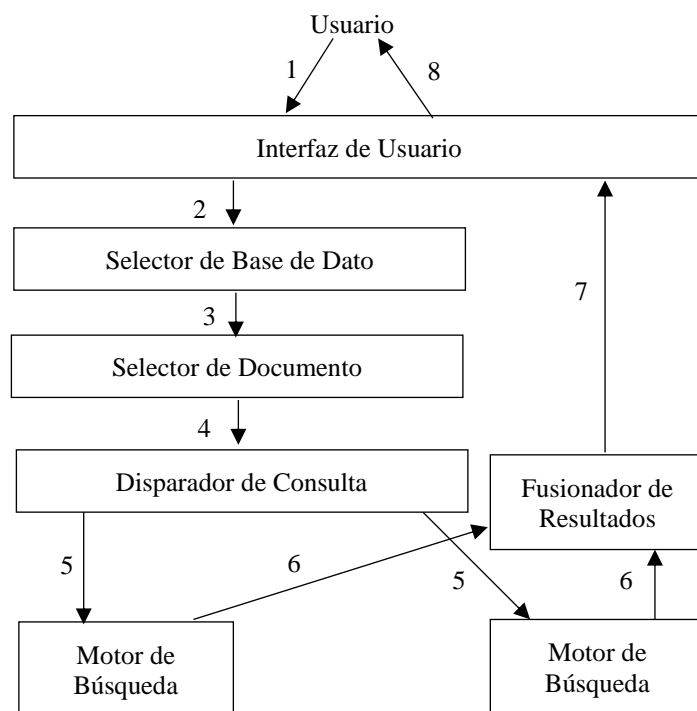 Usuario
1
8
Interfaz de Usuario
2
Selector de Base de Dato
7
3
Selector de Documento
4
Disparador de Consulta
Fusionador de
Resultados
5
6
5
6
Motor de
Búsqueda
Motor de
Búsqueda